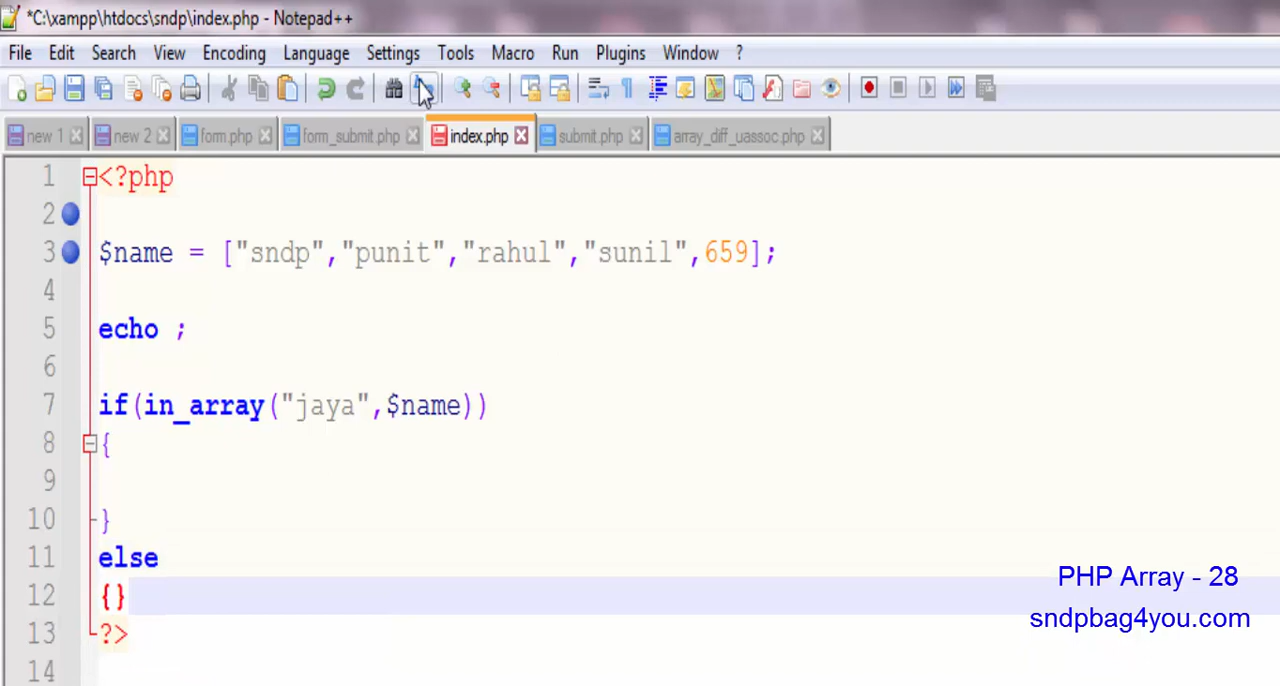 *C:\xampp\htdocs\sndp\index.php - Notepad++
File Edit Search View Encoding Language Settings Tools Macro Run Plugins Window ?
new 1 new 2 form.php form_submit.php index.php submit.php array_diff_uassoc.php
1 <?php
2
3 $name = ["sndp","punit","rahul","sunil",659];
4
5 echo ;
6
7 if(in_array("jaya",$name))
8 {
9
10 }
11 else
12 {}
13 ?>
14
PHP Array - 28
sndpbag4you.com